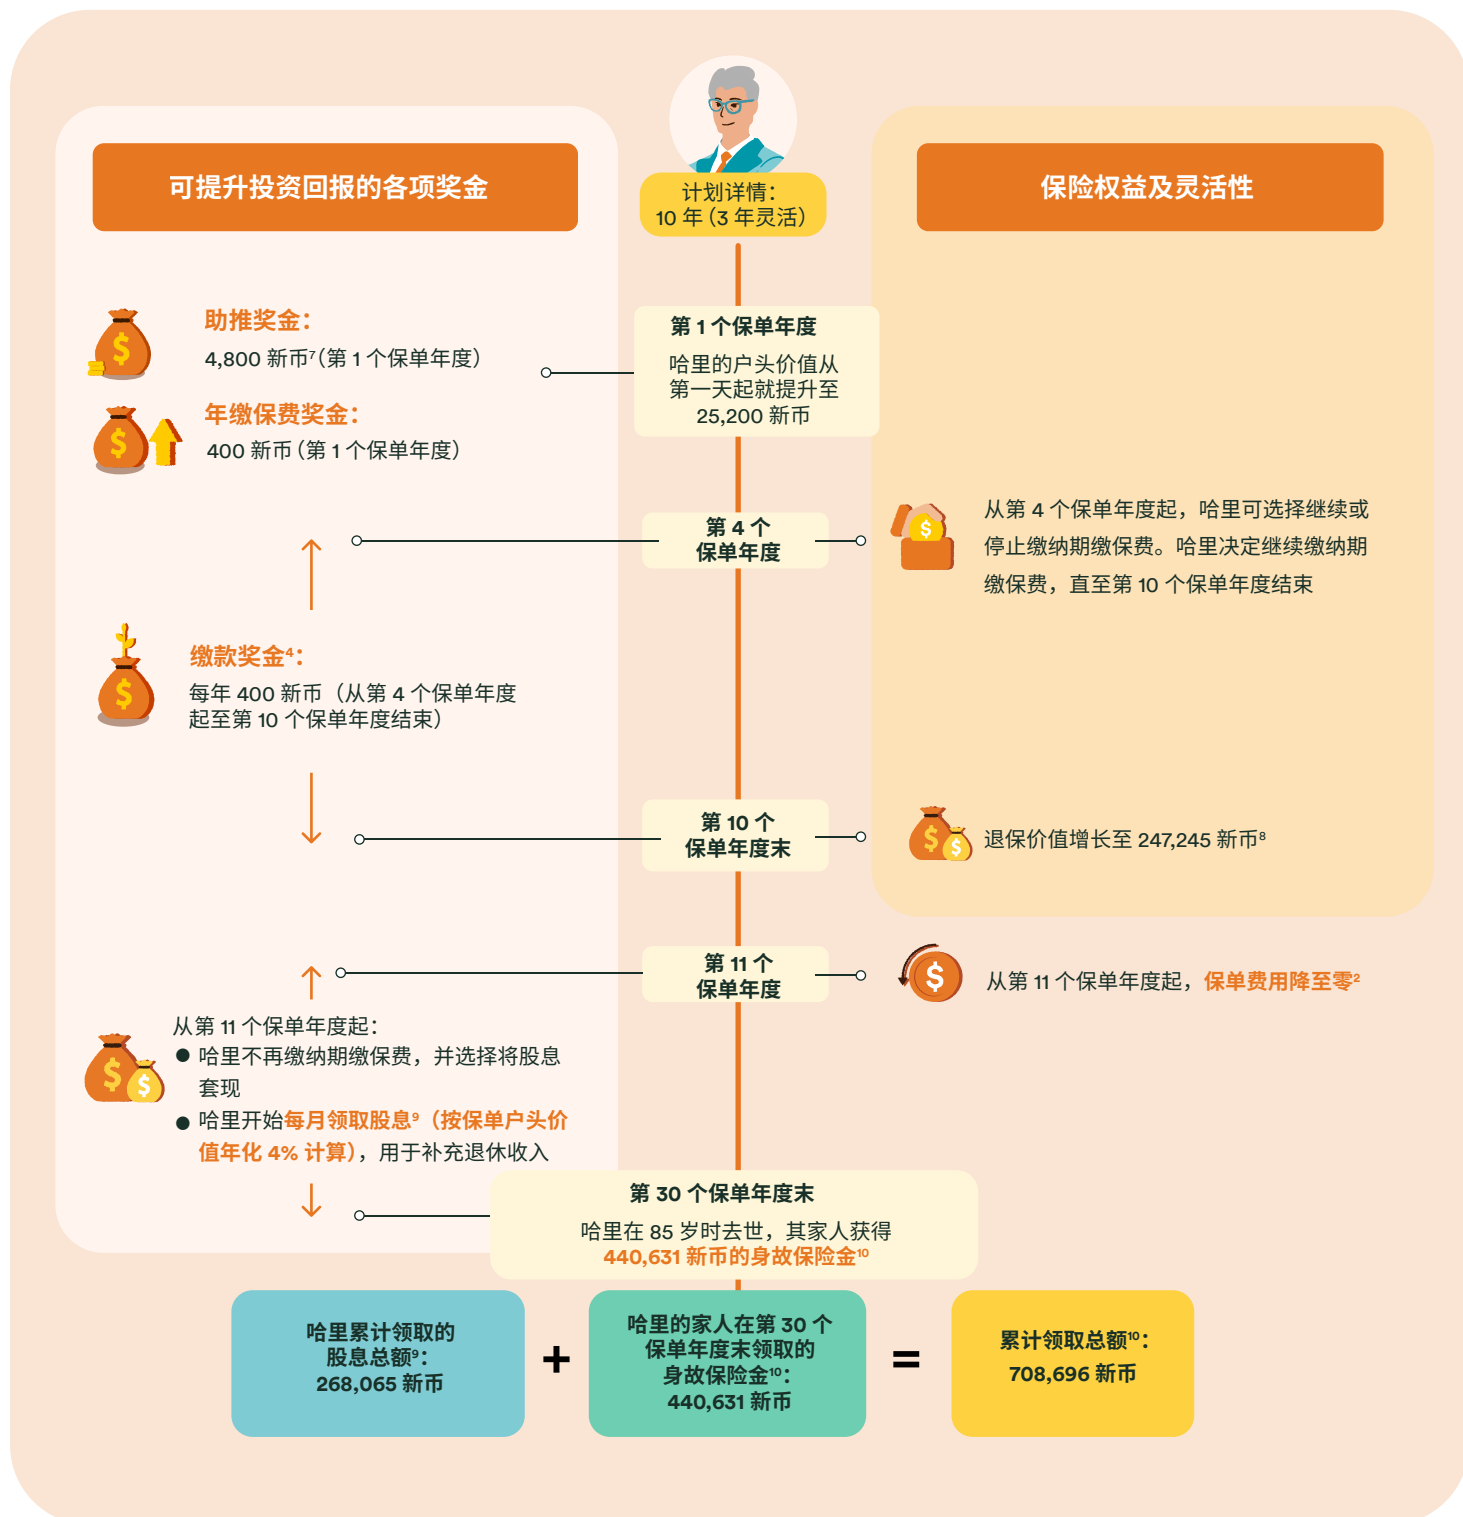 计划详情：
10 年（3 年灵活）
可提升投资回报的各项奖金
保险权益及灵活性
助推奖金：
4,800 新币⁷（第 1 个保单年度）
年缴保费奖金：
400 新币（第 1 个保单年度）
第 1 个保单年度
哈里的户头价值从
第一天起就提升至
25,200 新币
第 4 个
保单年度
从第 4 个保单年度起，哈里可选择继续或
停止缴纳期缴保费。哈里决定继续缴纳期
缴保费，直至第 10 个保单年度结束
缴款奖金⁴：
每年 400 新币（从第 4 个保单年度
起至第 10 个保单年度结束）
第 10 个
保单年度末
退保价值增长至 247,245 新币⁸
第 11 个
保单年度
从第 11 个保单年度起，保单费用降至零²
从第 11 个保单年度起：
● 哈里不再缴纳期缴保费，并选择将股息
套现
● 哈里开始每月领取股息⁹（按保单户头价
值年化 4% 计算），用于补充退休收入
第 30 个保单年度末
哈里在 85 岁时去世，其家人获得
440,631 新币的身故保险金¹⁰
哈里累计领取的
股息总额⁹：
268,065 新币
+
哈里的家人在第 30 个
保单年度末领取的
身故保险金¹⁰：
440,631 新币
=
累计领取总额¹⁰：
708,696 新币